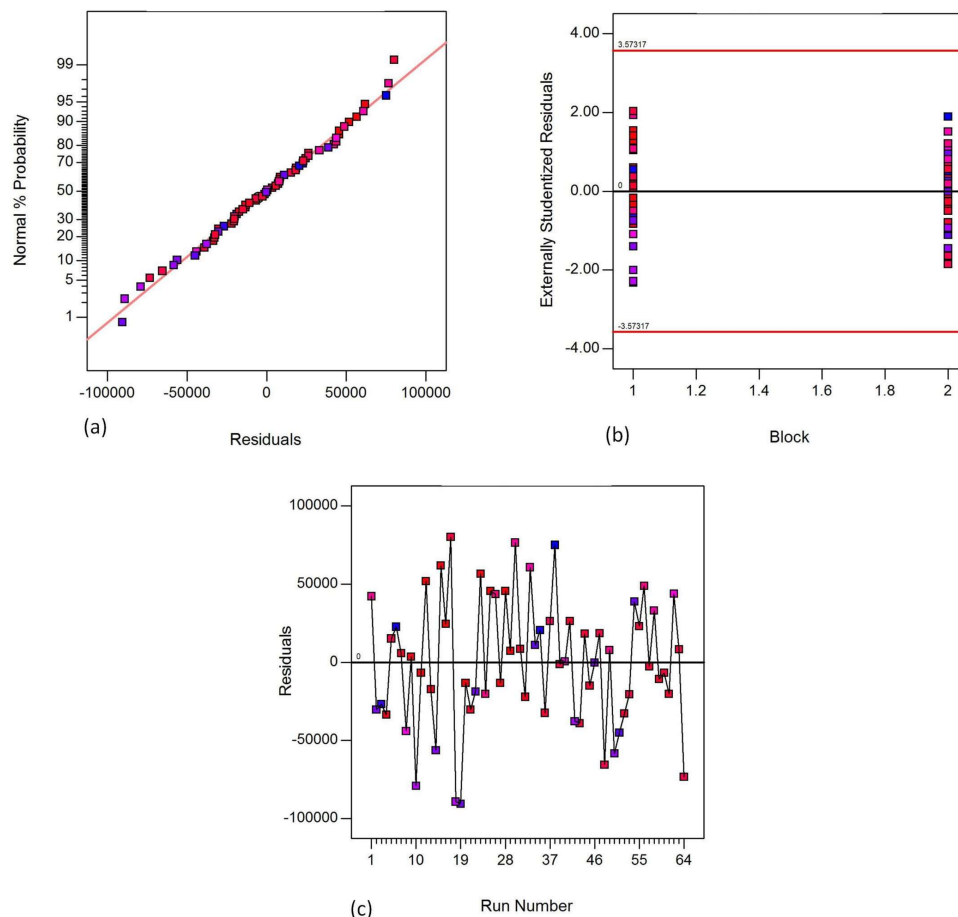 99
95
90
80
70
50
30
20
10
5
1
Normal % Probability
-100000 -50000 0 50000 100000
(a)
Residuals
4.00
3.57317
2.00
0.00
0
-2.00
-3.57317
-4.00
Externally Studentized Residuals
1 1.2 1.4 1.6 1.8 2
(b)
Block
100000
50000
0
0
-50000
-100000
Residuals
1 10 19 28 37 46 55 64
(c)
Run Number